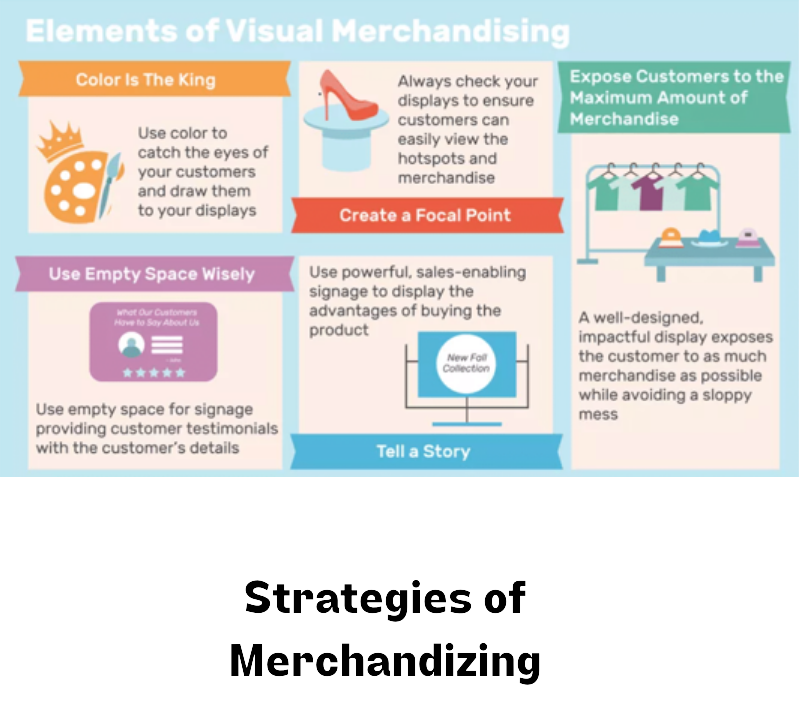 Elements of Visual Merchandising
Color Is The King
Use color to
catch the eyes of
your customers
and draw them
to your displays
Always check your
displays to ensure
customers can
easily view the
hotspots and
merchandise
Create a Focal Point
Expose Customers to the
Maximum Amount of
Merchandise
A well-designed,
impactful display exposes
the customer to as much
merchandise as possible
while avoiding a sloppy
mess
Use Empty Space Wisely
What Our Customers
Have to Say About Us
Use empty space for signage
providing customer testimonials
with the customer's details
Use powerful, sales-enabling
signage to display the
advantages of buying the
product
New Fall
Collection
Tell a Story
Strategies of
Merchandizing